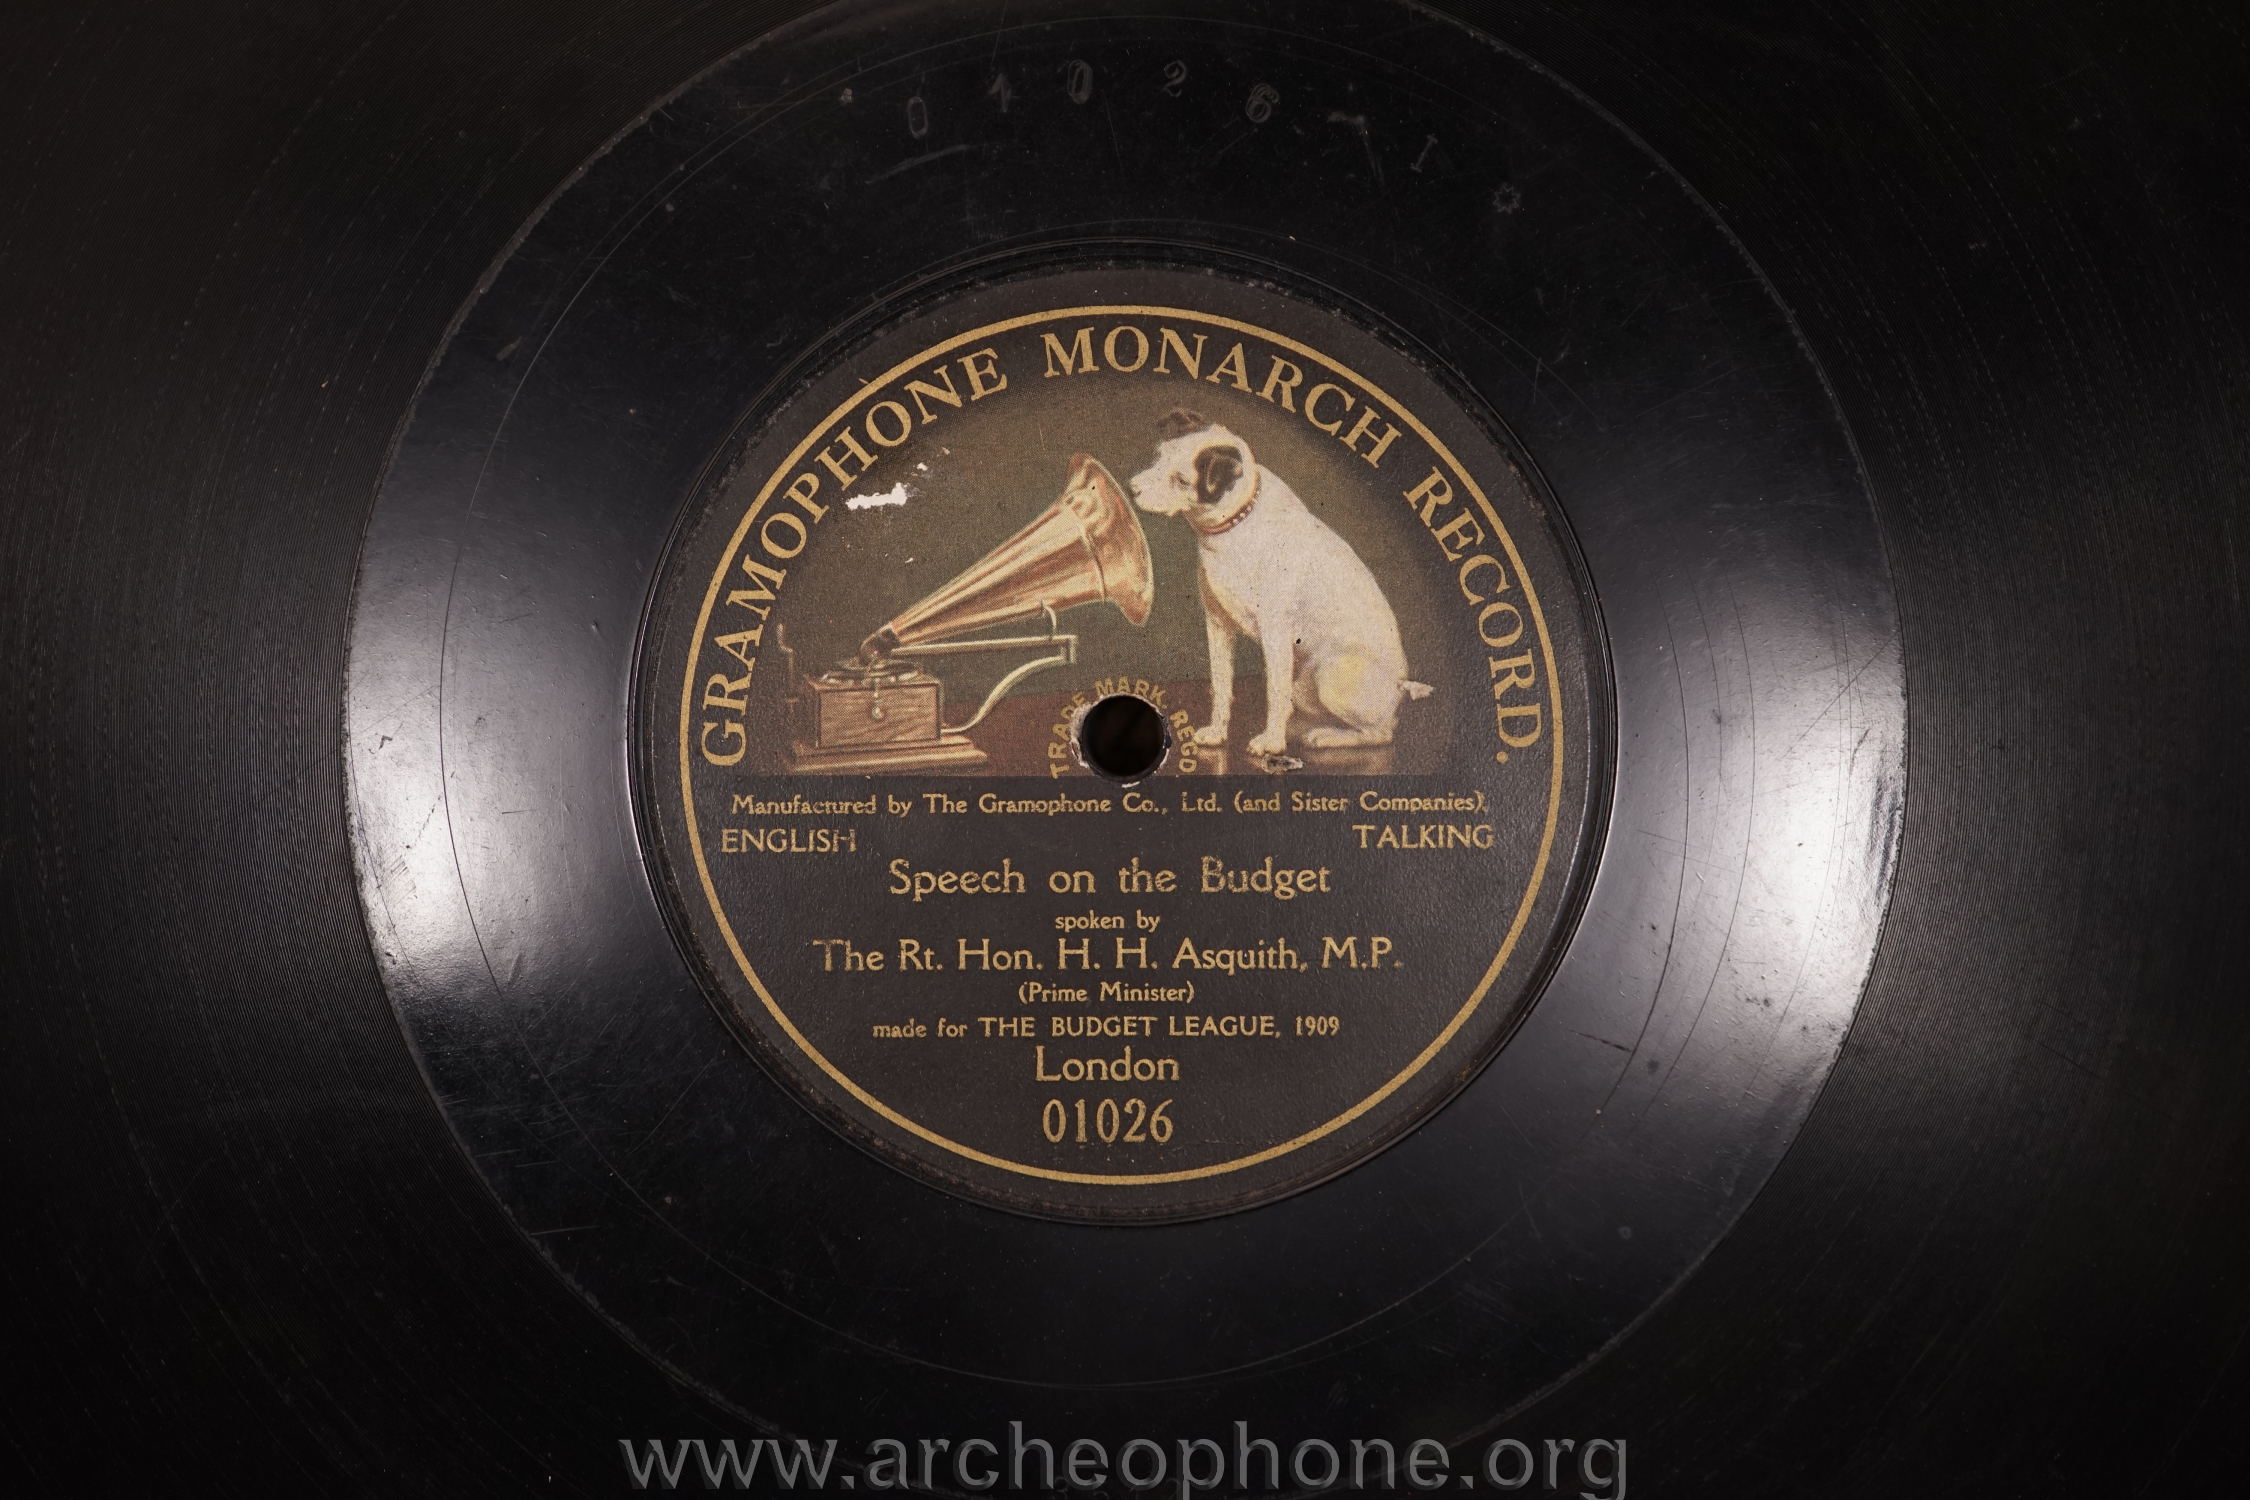 01026
I
GRAMOPHONE MONARCH RECORD.
TRADE MARK. REGD
Manufactured by The Gramophone Co., Ltd. (and Sister Companies).
ENGLISH TALKING
Speech on the Budget
spoken by
The Rt. Hon. H. H. Asquith, M.P.
(Prime Minister)
made for THE BUDGET LEAGUE, 1909
London
01026
www.archeophone.org